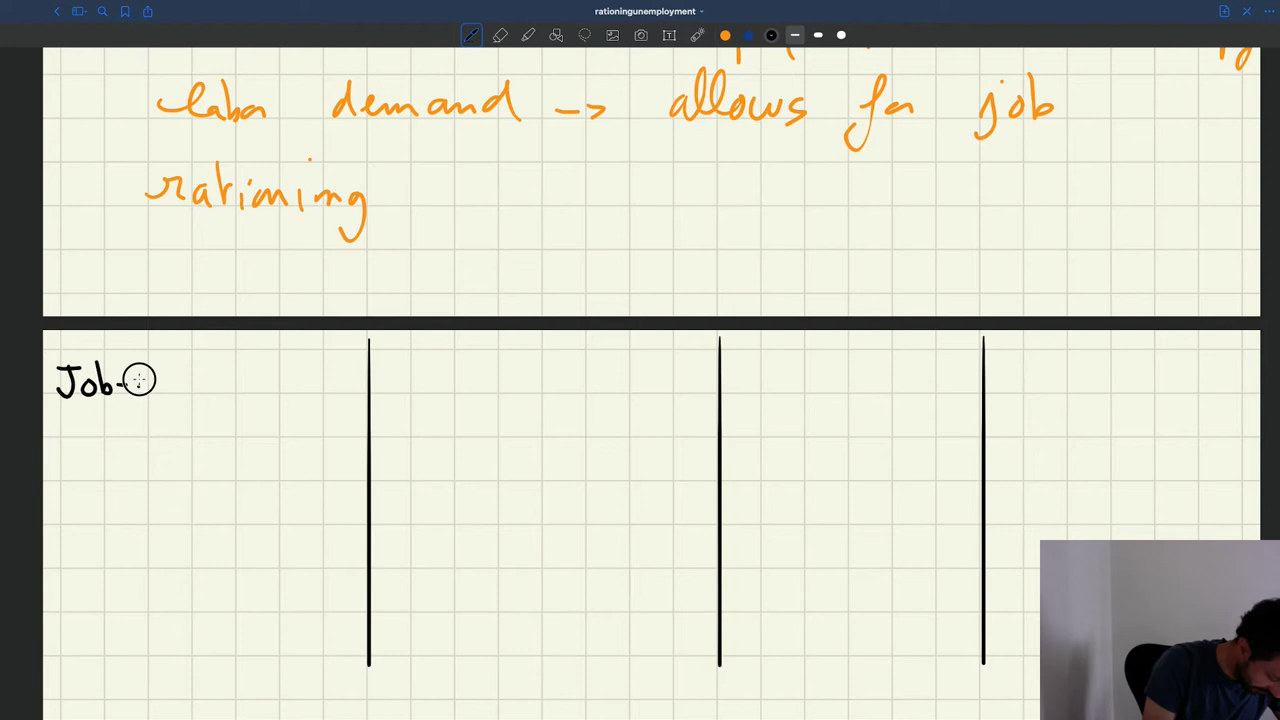 rationingunemployment
labor demand -> allows for job
rationing
Job-